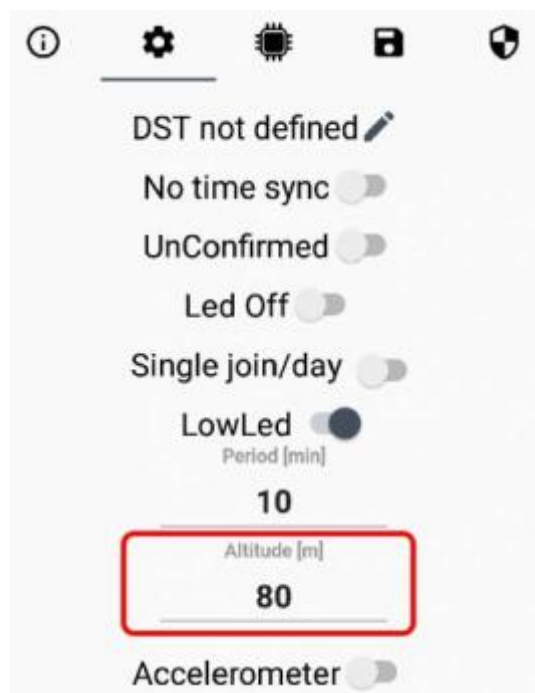 DST not defined
No time sync
UnConfirmed
Led Off
Single join/day
LowLed
Period [min]
10
Altitude [m]
80
Accelerometer